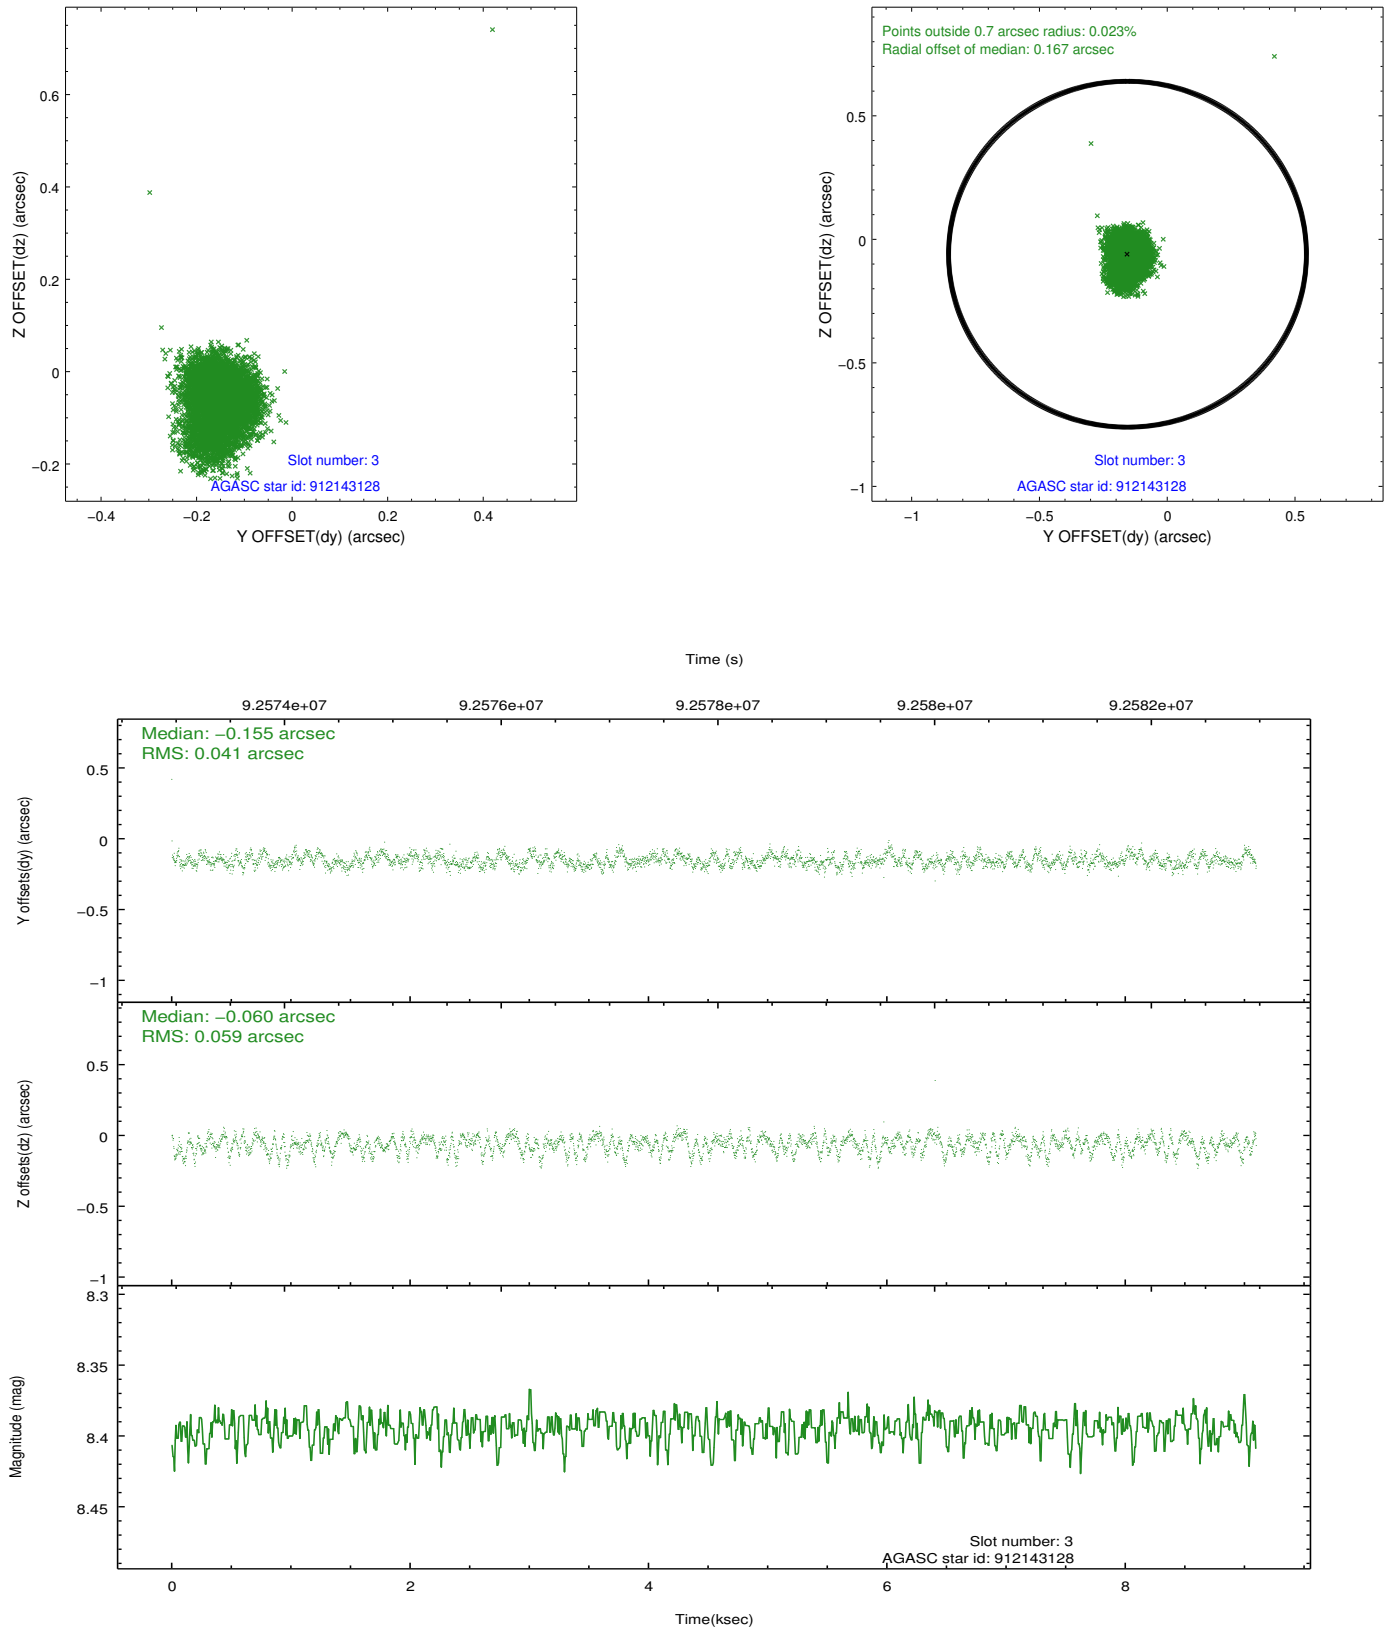 0.6
0.4
0.2
0
−0.2
−0.4
−0.2
0
0.2
0.4
Z OFFSET(dz) (arcsec)
Y OFFSET(dy) (arcsec)
Slot number: 3
AGASC star id: 912143128
Points outside 0.7 arcsec radius: 0.023%
Radial offset of median: 0.167 arcsec
0.5
0
−0.5
−1
−1
−0.5
0
0.5
Z OFFSET(dz) (arcsec)
Y OFFSET(dy) (arcsec)
Slot number: 3
AGASC star id: 912143128
Time (s)
9.2574e+07
9.2576e+07
9.2578e+07
9.258e+07
9.2582e+07
Median: −0.155 arcsec
RMS: 0.041 arcsec
0.5
0
−0.5
−1
Y offsets(dy) (arcsec)
Median: −0.060 arcsec
RMS: 0.059 arcsec
0.5
0
−0.5
−1
Z offsets(dz) (arcsec)
8.3
8.35
8.4
8.45
Magnitude (mag)
Slot number: 3
AGASC star id: 912143128
0
2
4
6
8
Time(ksec)